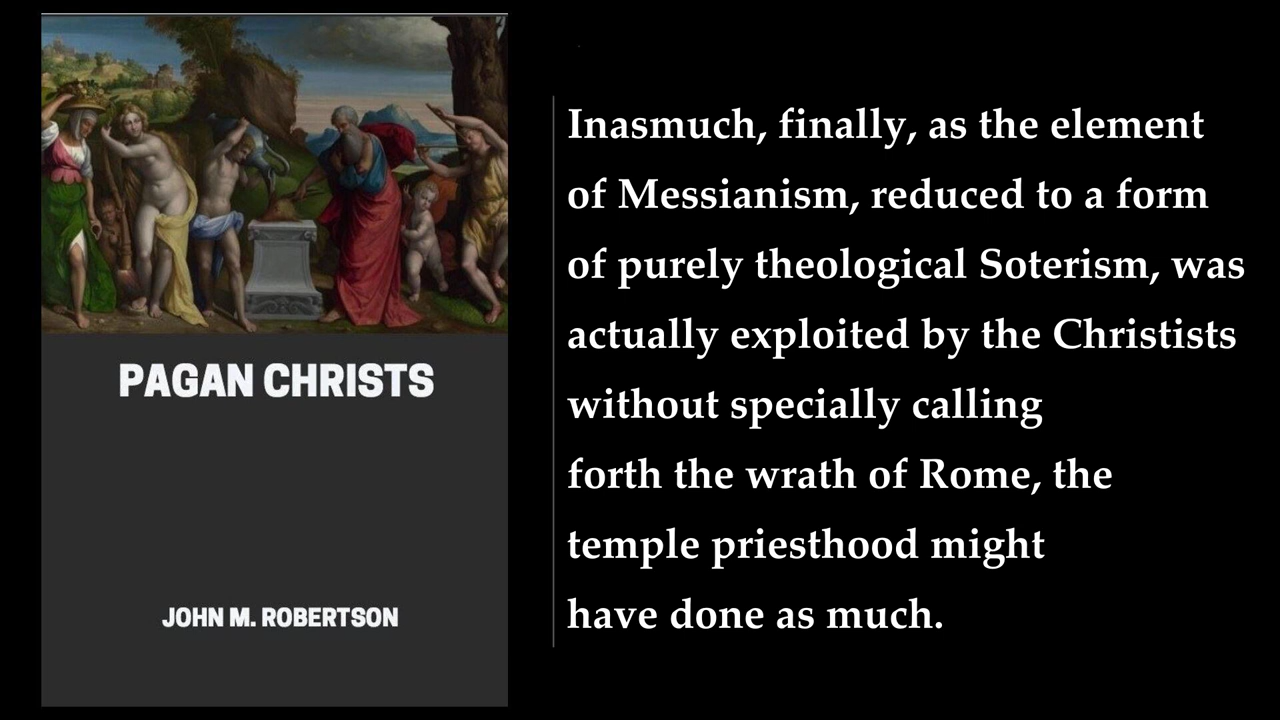 PAGAN CHRISTS
JOHN M. ROBERTSON
Inasmuch, finally, as the element
of Messianism, reduced to a form
of purely theological Soterism, was
actually exploited by the Christists
without specially calling
forth the wrath of Rome, the
temple priesthood might
have done as much.